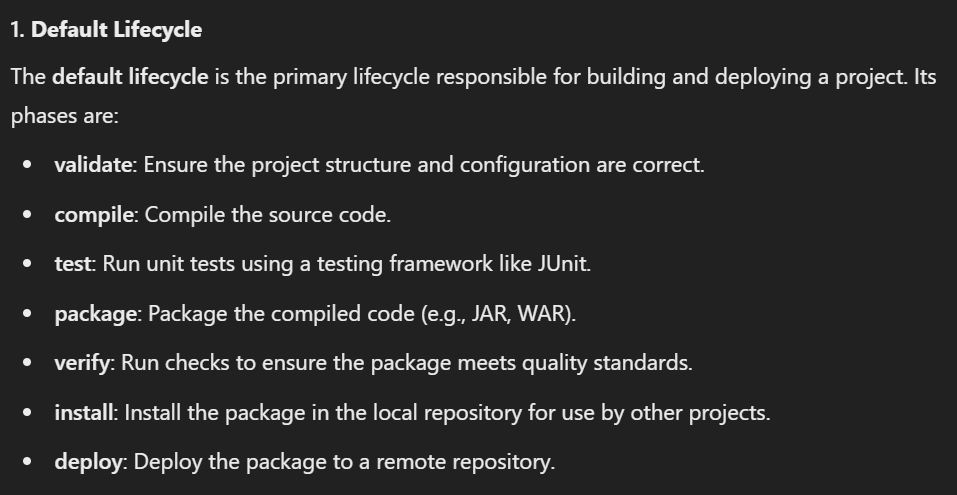 1. Default Lifecycle
The default lifecycle is the primary lifecycle responsible for building and deploying a project. Its
phases are:
• validate: Ensure the project structure and configuration are correct.
• compile: Compile the source code.
• test: Run unit tests using a testing framework like JUnit.
• package: Package the compiled code (e.g., JAR, WAR).
• verify: Run checks to ensure the package meets quality standards.
• install: Install the package in the local repository for use by other projects.
• deploy: Deploy the package to a remote repository.